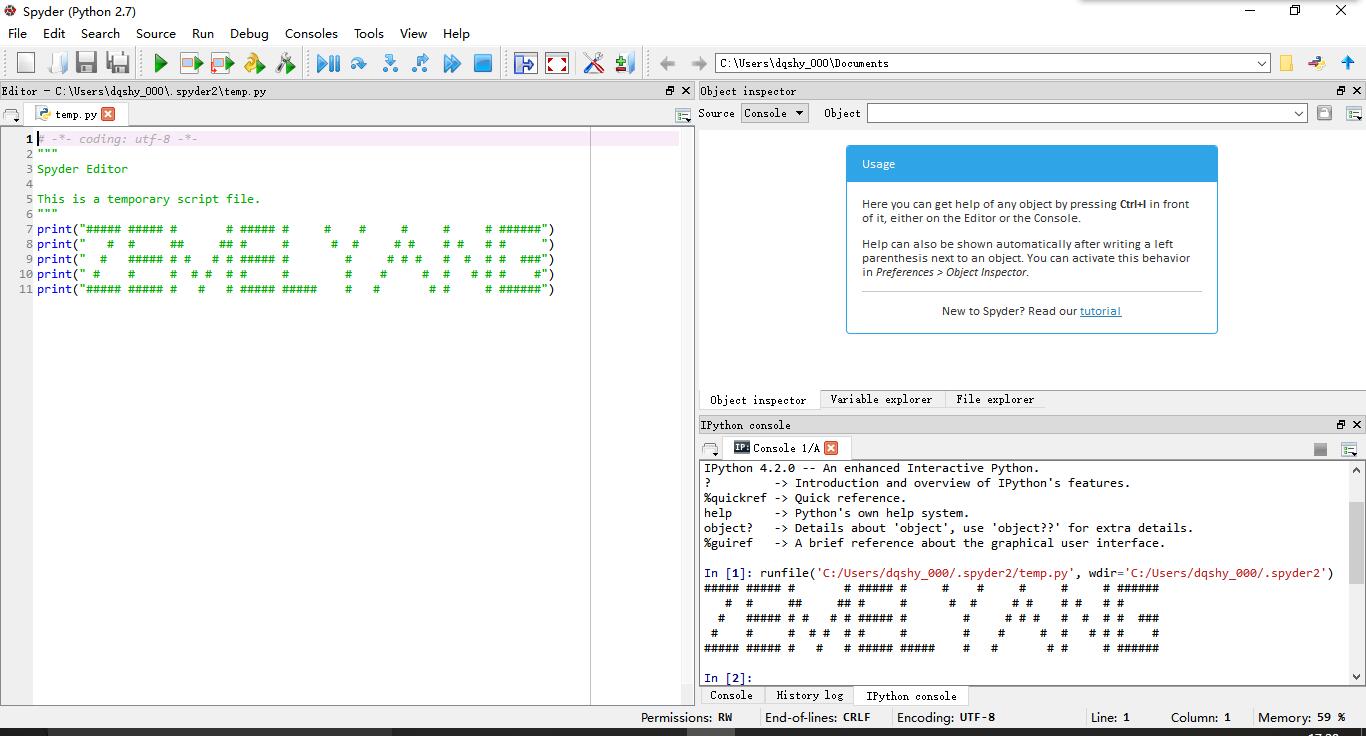 Spyder (Python 2.7)
File Edit Search Source Run Debug Consoles Tools View Help
C:\Users\dqshy_000\Documents
Editor - C:\Users\dqshy_000\.spyder2\temp.py
temp.py
1 # -*- coding: utf-8 -*-
2 """
3 Spyder Editor
4
5 This is a temporary script file.
6 """
7 print("##### ##### #       # ##### #     #    #     #     #     # ######")
8 print("   #  #     ##     ## #     #      # #     # #    # #   # #      ")
9 print("  #   ##### # #   # # #####  #        #     # # #   #  #  # #  ###")
10 print(" #    #     #  # #  # #     #        #    #     #  #   # # #    #")
11 print("##### ##### #   #   # ##### #####    #   #       # #     # ######")
Object inspector
Source Console Object
Usage
Here you can get help of any object by pressing Ctrl+I in front
of it, either on the Editor or the Console.
Help can also be shown automatically after writing a left
parenthesis next to an object. You can activate this behavior
in Preferences > Object Inspector.
New to Spyder? Read our tutorial
Object inspector Variable explorer File explorer
IPython console
Console 1/A
IPython 4.2.0 -- An enhanced Interactive Python.
?         -> Introduction and overview of IPython's features.
%quickref -> Quick reference.
help      -> Python's own help system.
object?   -> Details about 'object', use 'object??' for extra details.
%guiref   -> A brief reference about the graphical user interface.
In [1]: runfile('C:/Users/dqshy_000/.spyder2/temp.py', wdir='C:/Users/dqshy_000/.spyder2')
##### ##### #       # ##### #     #    #     #     #     # ######
   #  #     ##     ## #     #      # #     # #    # #   # #
  #   ##### # #   # # ##### #        #     # # #   #  #  # #  ###
 #    #     #  # #  # #     #        #    #     #  #   # # #    #
##### ##### #   #   # ##### #####    #   #       # #     # ######
In [2]:
Console History log IPython console
Permissions: RW End-of-lines: CRLF Encoding: UTF-8 Line: 1 Column: 1 Memory: 59 %